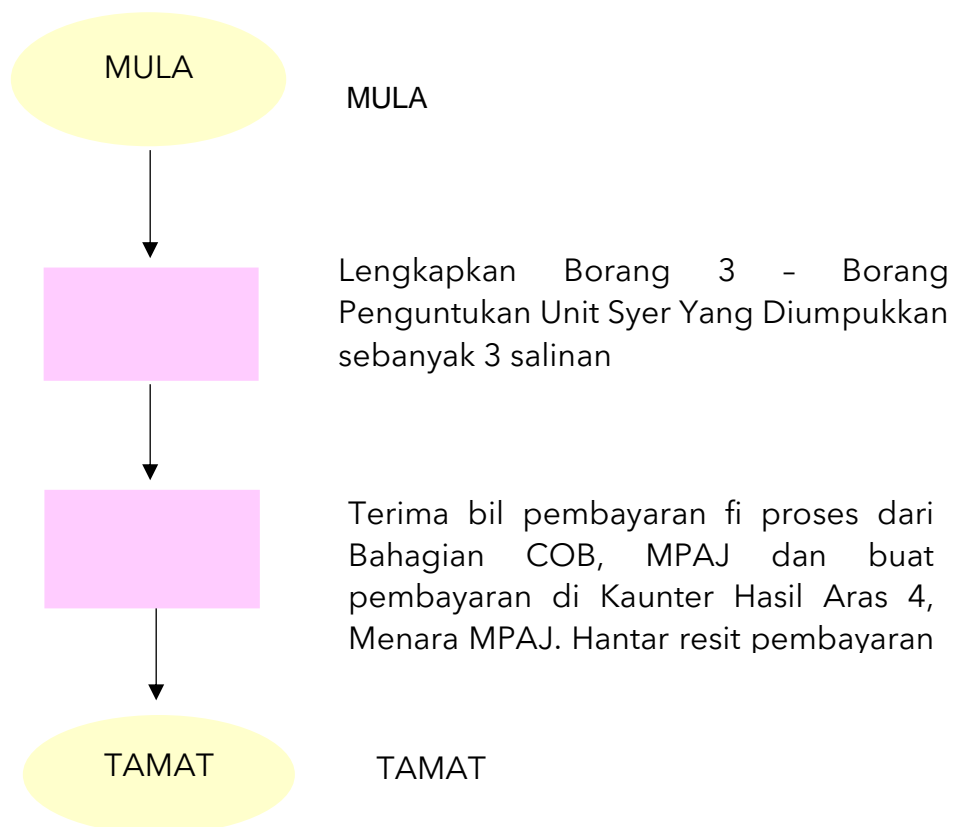 MULA
MULA
Lengkapkan Borang 3 – Borang
Penguntukan Unit Syer Yang Diumpukkan
sebanyak 3 salinan
Terima bil pembayaran fi proses dari
Bahagian COB, MPAJ dan buat
pembayaran di Kaunter Hasil Aras 4,
Menara MPAJ. Hantar resit pembayaran
TAMAT
TAMAT